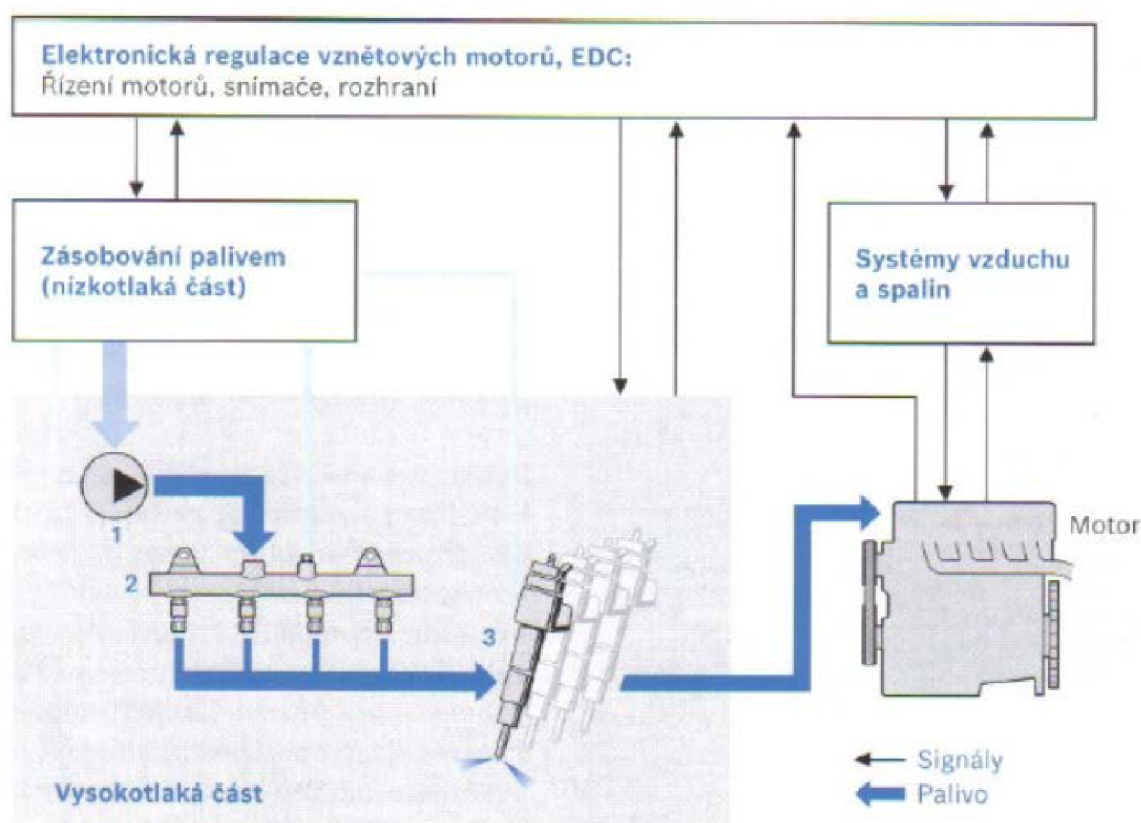 Elektronická regulace vznětových motorů, EDC:
Řízení motorů, snímače, rozhraní
Zásobování palivem
(nízkotlaká část)
Systémy vzduchu
a spalin
1
2
3
Motor
Vysokotlaká část
Signály
Palivo